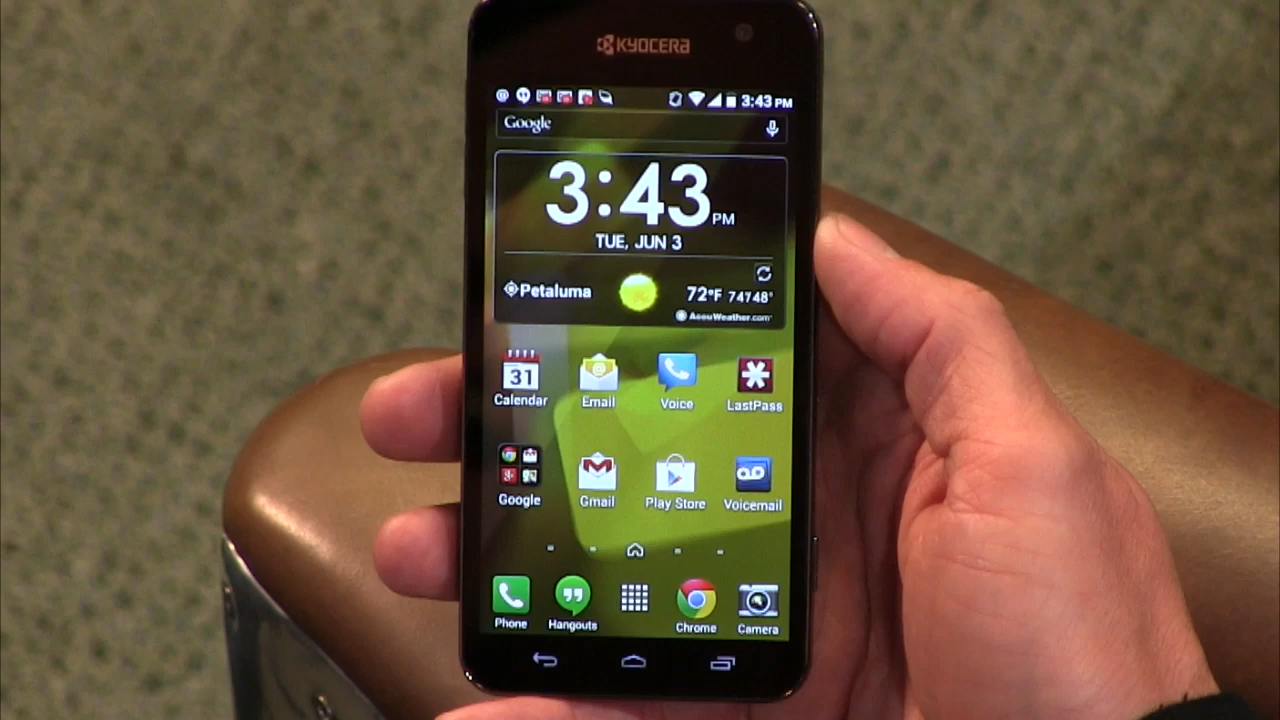 KYOCERA
3:43 PM
Google
3:43 PM
TUE, JUN 3
Petaluma
72°F 74°/48°
AccuWeather.com
31
Calendar Email Voice LastPass
Google Gmail Play Store Voicemail
Phone Hangouts Chrome Camera